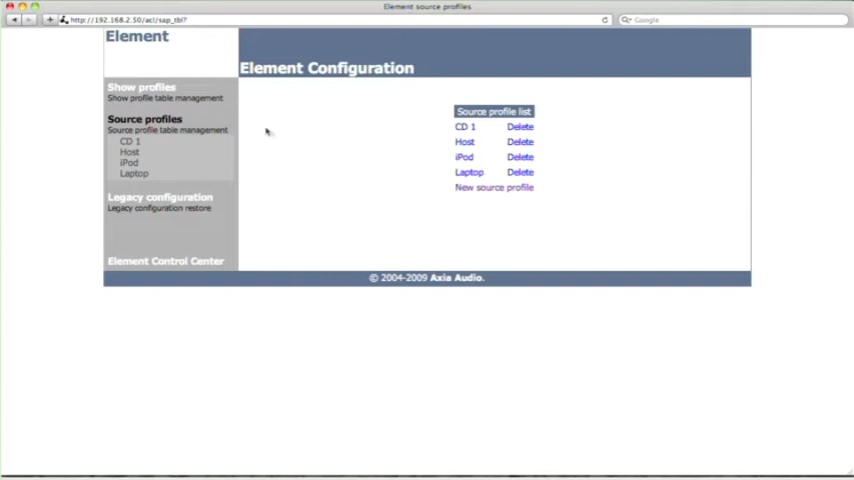 Element source profiles
http://192.168.2.50/acl/sap_tbl?
Google
Element
Element Configuration
Show profiles
Show profile table management
Source profiles
Source profile table management
CD 1
Host
iPod
Laptop
Legacy configuration
Legacy configuration restore
Element Control Center
Source profile list
CD 1 Delete
Host Delete
iPod Delete
Laptop Delete
New source profile
© 2004-2009 Axia Audio.